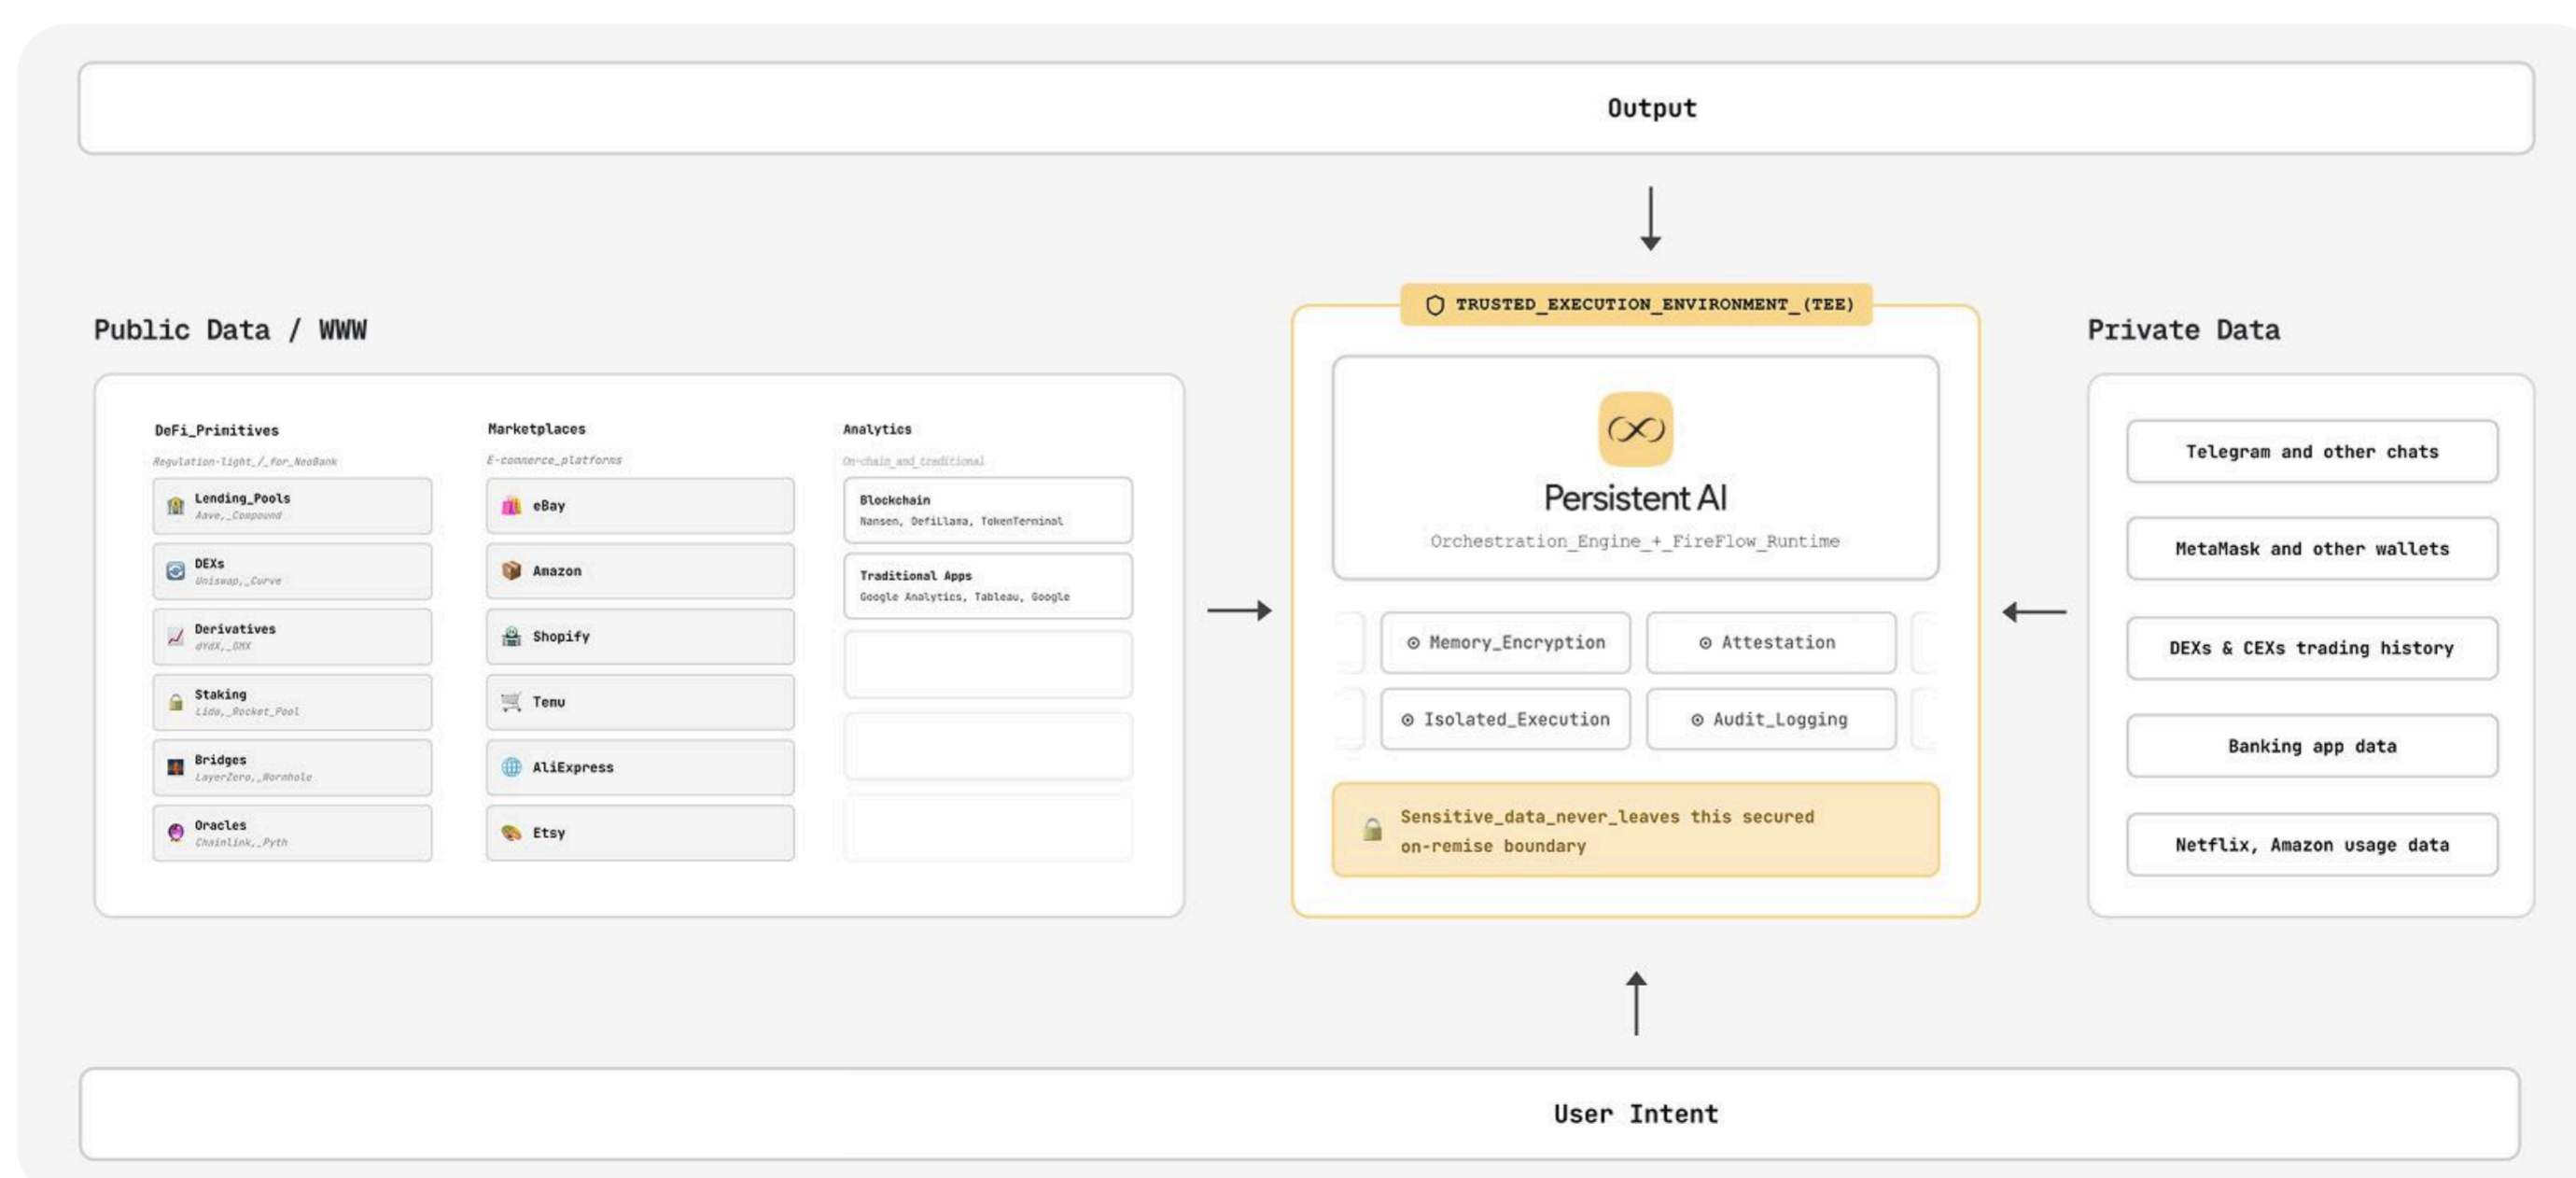 Output
TRUSTED_EXECUTION_ENVIRONMENT_(TEE)
Public Data / WWW
Private Data
DeFi_Primitives
Regulation-light_/_for_NeoBank
Lending_Pools
Aave,_Compound
DEXs
Uniswap,_Curve
Derivatives
dYdX,_GMX
Staking
Lido,_Rocket_Pool
Bridges
LayerZero,_Wormhole
Oracles
Chainlink,_Pyth
Marketplaces
E-commerce_platforms
eBay
Amazon
Shopify
Temu
AliExpress
Etsy
Analytics
On-chain_and_traditional
Blockchain
Nansen, DefiLlama, TokenTerminal
Traditional Apps
Google Analytics, Tableau, Google
Persistent AI
Orchestration_Engine_+_FireFlow_Runtime
Memory_Encryption
Attestation
Isolated_Execution
Audit_Logging
Sensitive_data_never_leaves this secured
on-remise boundary
Telegram and other chats
MetaMask and other wallets
DEXs & CEXs trading history
Banking app data
Netflix, Amazon usage data
User Intent